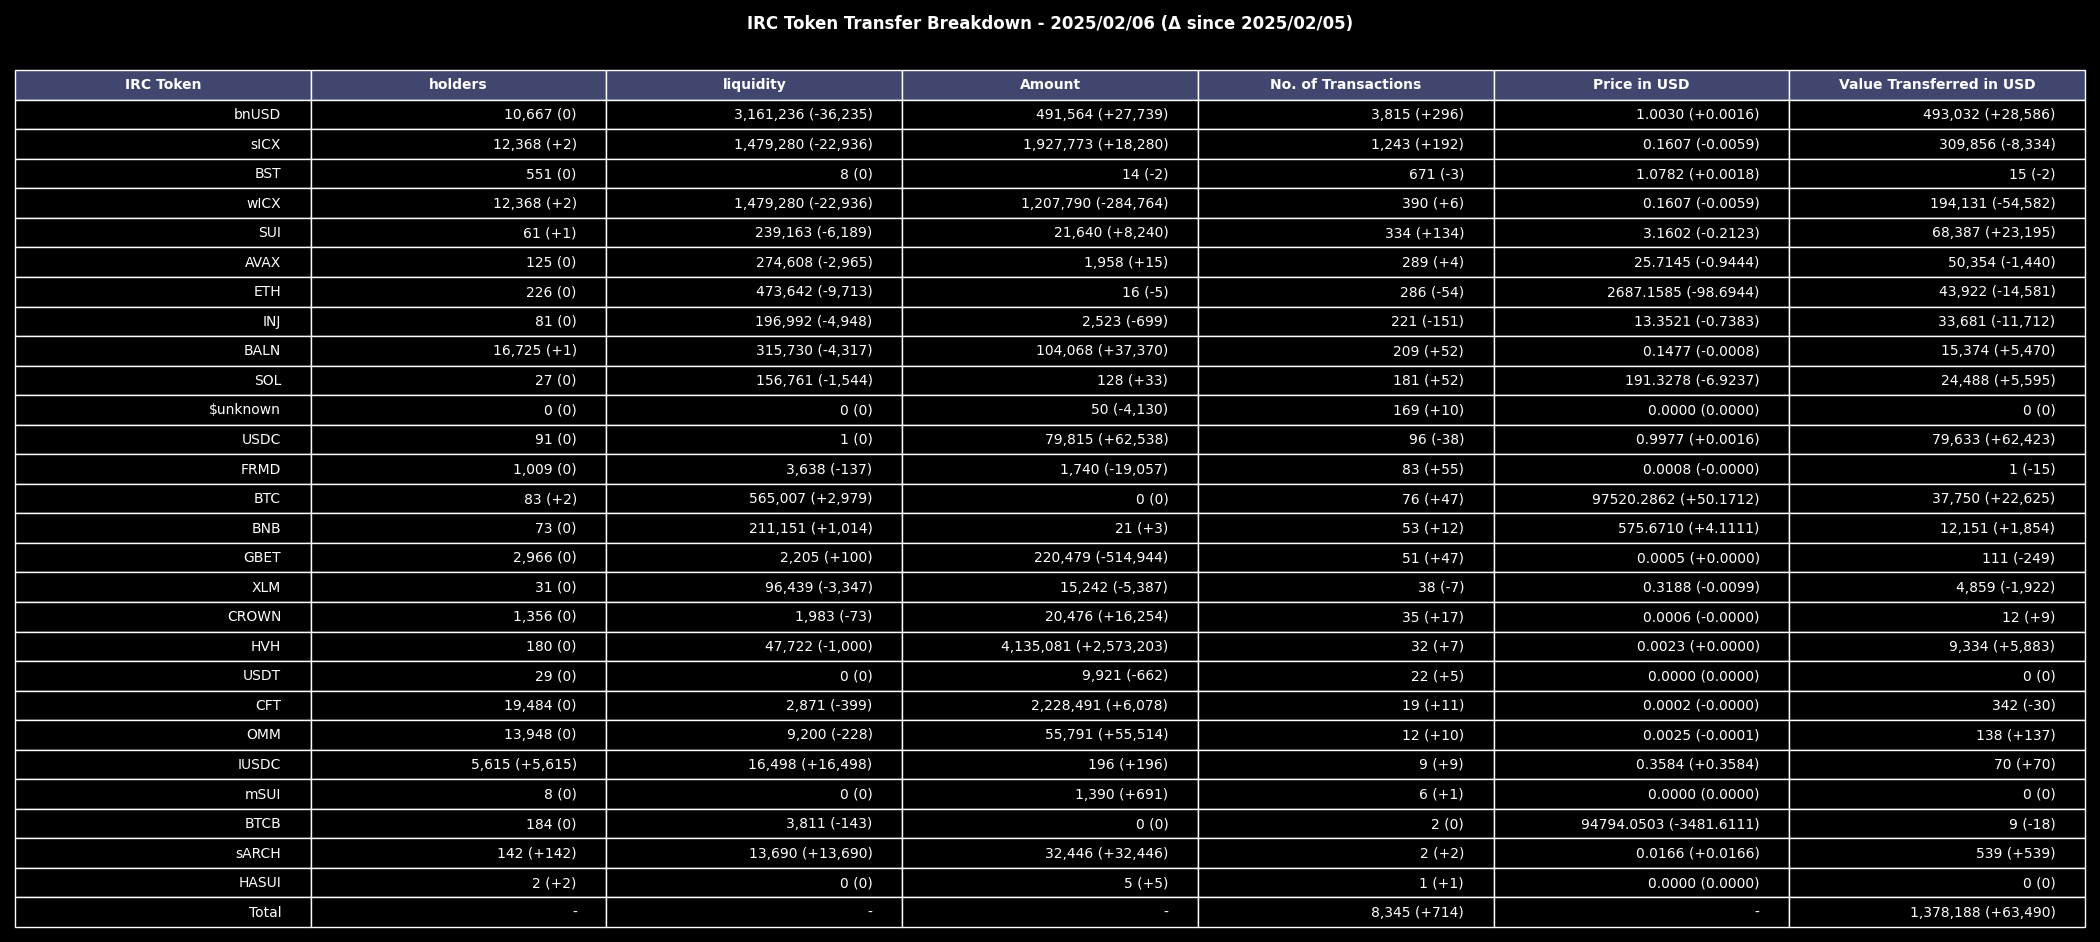 IRC Token Transfer Breakdown - 2025/02/06 (Δ since 2025/02/05)
IRC Token holders liquidity Amount No. of Transactions Price in USD Value Transferred in USD
bnUSD 10,667 (0) 3,161,236 (-36,235) 491,564 (+27,739) 3,815 (+296) 1.0030 (+0.0016) 493,032 (+28,586)
sICX 12,368 (+2) 1,479,280 (-22,936) 1,927,773 (+18,280) 1,243 (+192) 0.1607 (-0.0059) 309,856 (-8,334)
BST 551 (0) 8 (0) 14 (-2) 671 (-3) 1.0782 (+0.0018) 15 (-2)
wICX 12,368 (+2) 1,479,280 (-22,936) 1,207,790 (-284,764) 390 (+6) 0.1607 (-0.0059) 194,131 (-54,582)
SUI 61 (+1) 239,163 (-6,189) 21,640 (+8,240) 334 (+134) 3.1602 (-0.2123) 68,387 (+23,195)
AVAX 125 (0) 274,608 (-2,965) 1,958 (+15) 289 (+4) 25.7145 (-0.9444) 50,354 (-1,440)
ETH 226 (0) 473,642 (-9,713) 16 (-5) 286 (-54) 2687.1585 (-98.6944) 43,922 (-14,581)
INJ 81 (0) 196,992 (-4,948) 2,523 (-699) 221 (-151) 13.3521 (-0.7383) 33,681 (-11,712)
BALN 16,725 (+1) 315,730 (-4,317) 104,068 (+37,370) 209 (+52) 0.1477 (-0.0008) 15,374 (+5,470)
SOL 27 (0) 156,761 (-1,544) 128 (+33) 181 (+52) 191.3278 (-6.9237) 24,488 (+5,595)
$unknown 0 (0) 0 (0) 50 (-4,130) 169 (+10) 0.0000 (0.0000) 0 (0)
USDC 91 (0) 1 (0) 79,815 (+62,538) 96 (-38) 0.9977 (+0.0016) 79,633 (+62,423)
FRMD 1,009 (0) 3,638 (-137) 1,740 (-19,057) 83 (+55) 0.0008 (-0.0000) 1 (-15)
BTC 83 (+2) 565,007 (+2,979) 0 (0) 76 (+47) 97520.2862 (+50.1712) 37,750 (+22,625)
BNB 73 (0) 211,151 (+1,014) 21 (+3) 53 (+12) 575.6710 (+4.1111) 12,151 (+1,854)
GBET 2,966 (0) 2,205 (+100) 220,479 (-514,944) 51 (+47) 0.0005 (+0.0000) 111 (-249)
XLM 31 (0) 96,439 (-3,347) 15,242 (-5,387) 38 (-7) 0.3188 (-0.0099) 4,859 (-1,922)
CROWN 1,356 (0) 1,983 (-73) 20,476 (+16,254) 35 (+17) 0.0006 (-0.0000) 12 (+9)
HVH 180 (0) 47,722 (-1,000) 4,135,081 (+2,573,203) 32 (+7) 0.0023 (+0.0000) 9,334 (+5,883)
USDT 29 (0) 0 (0) 9,921 (-662) 22 (+5) 0.0000 (0.0000) 0 (0)
CFT 19,484 (0) 2,871 (-399) 2,228,491 (+6,078) 19 (+11) 0.0002 (-0.0000) 342 (-30)
OMM 13,948 (0) 9,200 (-228) 55,791 (+55,514) 12 (+10) 0.0025 (-0.0001) 138 (+137)
IUSDC 5,615 (+5,615) 16,498 (+16,498) 196 (+196) 9 (+9) 0.3584 (+0.3584) 70 (+70)
mSUI 8 (0) 0 (0) 1,390 (+691) 6 (+1) 0.0000 (0.0000) 0 (0)
BTCB 184 (0) 3,811 (-143) 0 (0) 2 (0) 94794.0503 (-3481.6111) 9 (-18)
sARCH 142 (+142) 13,690 (+13,690) 32,446 (+32,446) 2 (+2) 0.0166 (+0.0166) 539 (+539)
HASUI 2 (+2) 0 (0) 5 (+5) 1 (+1) 0.0000 (0.0000) 0 (0)
Total - - - 8,345 (+714) - 1,378,188 (+63,490)